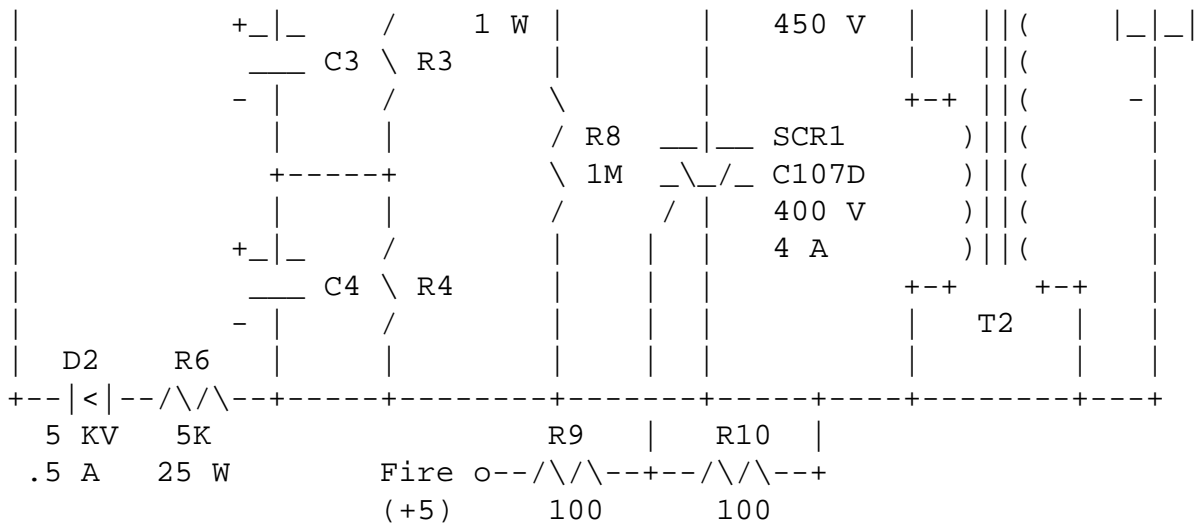 |                +_|_     /     1 W |        450 V  |    ||(     |_|_|
|                 ___ C3  \ R3      |       |          |    ||(       |
|                - |      /         \       |          +-+  ||(      -|
|                  |      |         / R8  __|__ SCR1     )||(       |
|                  +-----+         \ 1M  _\_/_ C107D    )||(       |
|                  |      |         /      / |   400 V    )||(       |
|                +_|_     /         |     |  |   4 A      )||(       |
|                 ___ C4  \ R4      |     |  |          +-+    +-+   |
|                - |      /         |     |  |          |   T2   |   |
|  D2    R6        |      |         |     |  |          |        |   |
+--|<|--/\/\--+-----+--------+-------+-----+----+--------+---+
5 KV   5K                 R9   |   R10  |
.5 A   25 W        Fire o--/\/\--+--/\/\--+
(+5)    100      100